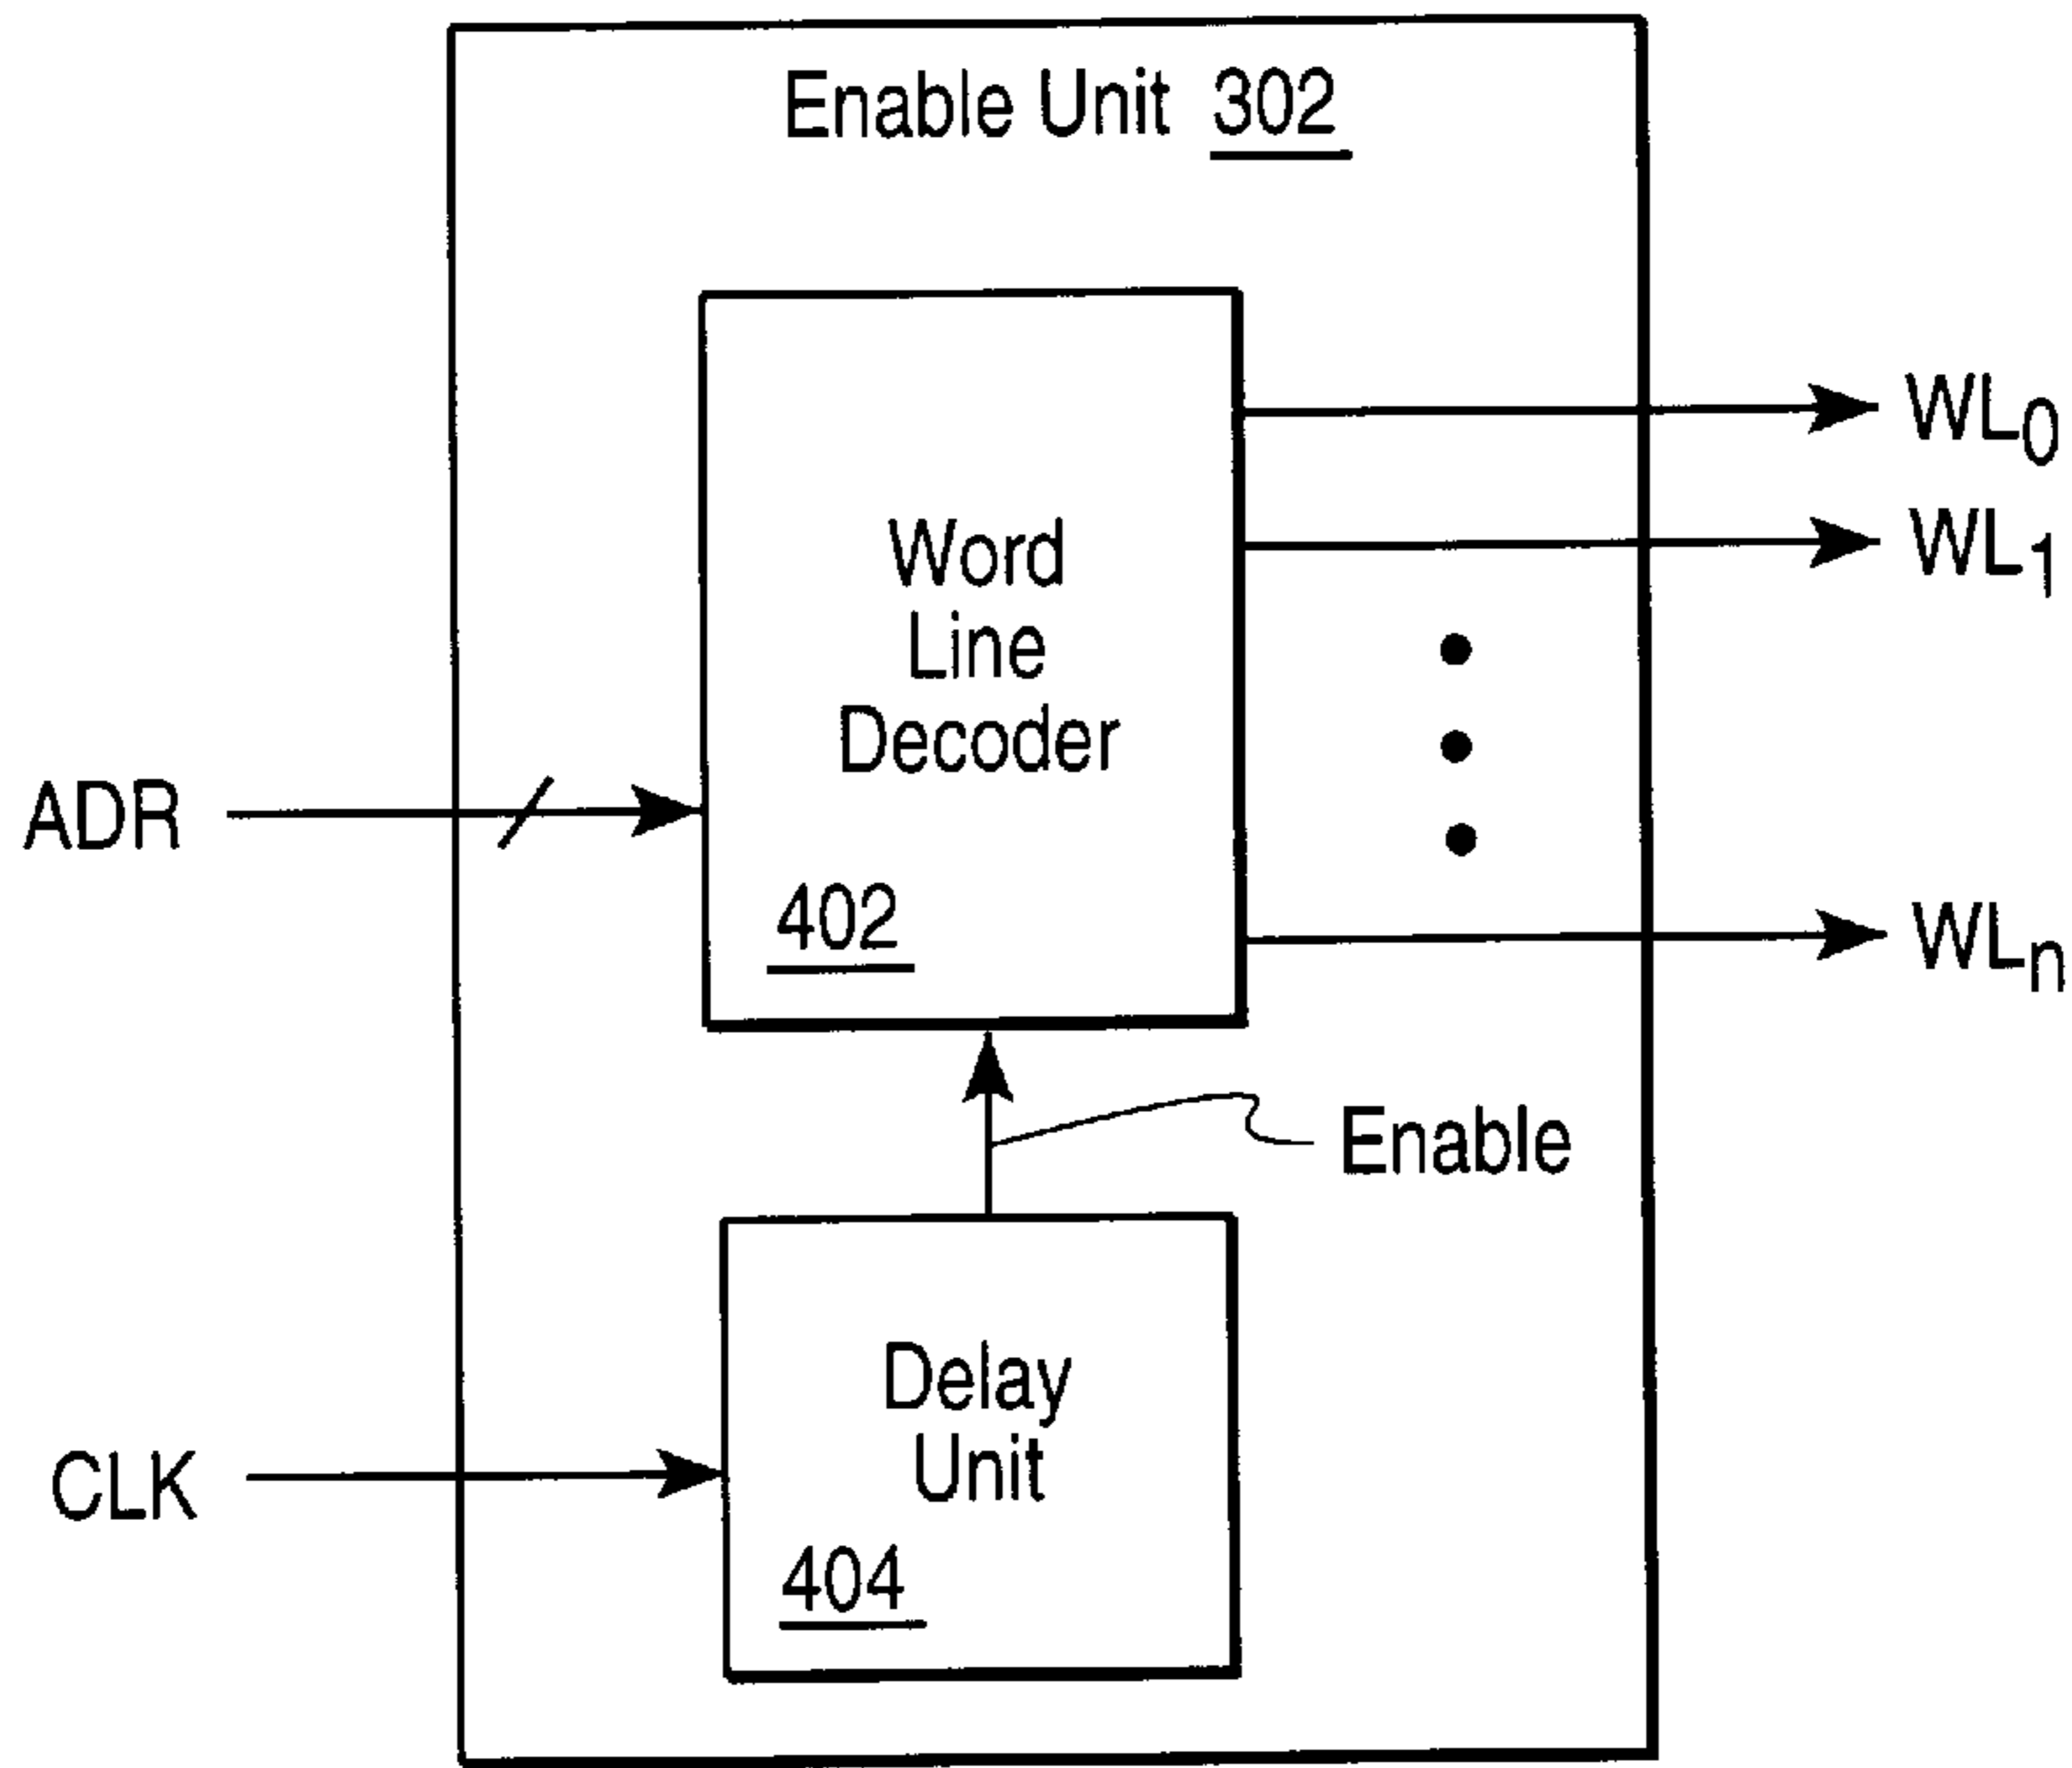 Enable Unit 302
WL0
WL1
Word
Line
Decoder
ADR
402
WLn
Enable
Delay
Unit
CLK
404